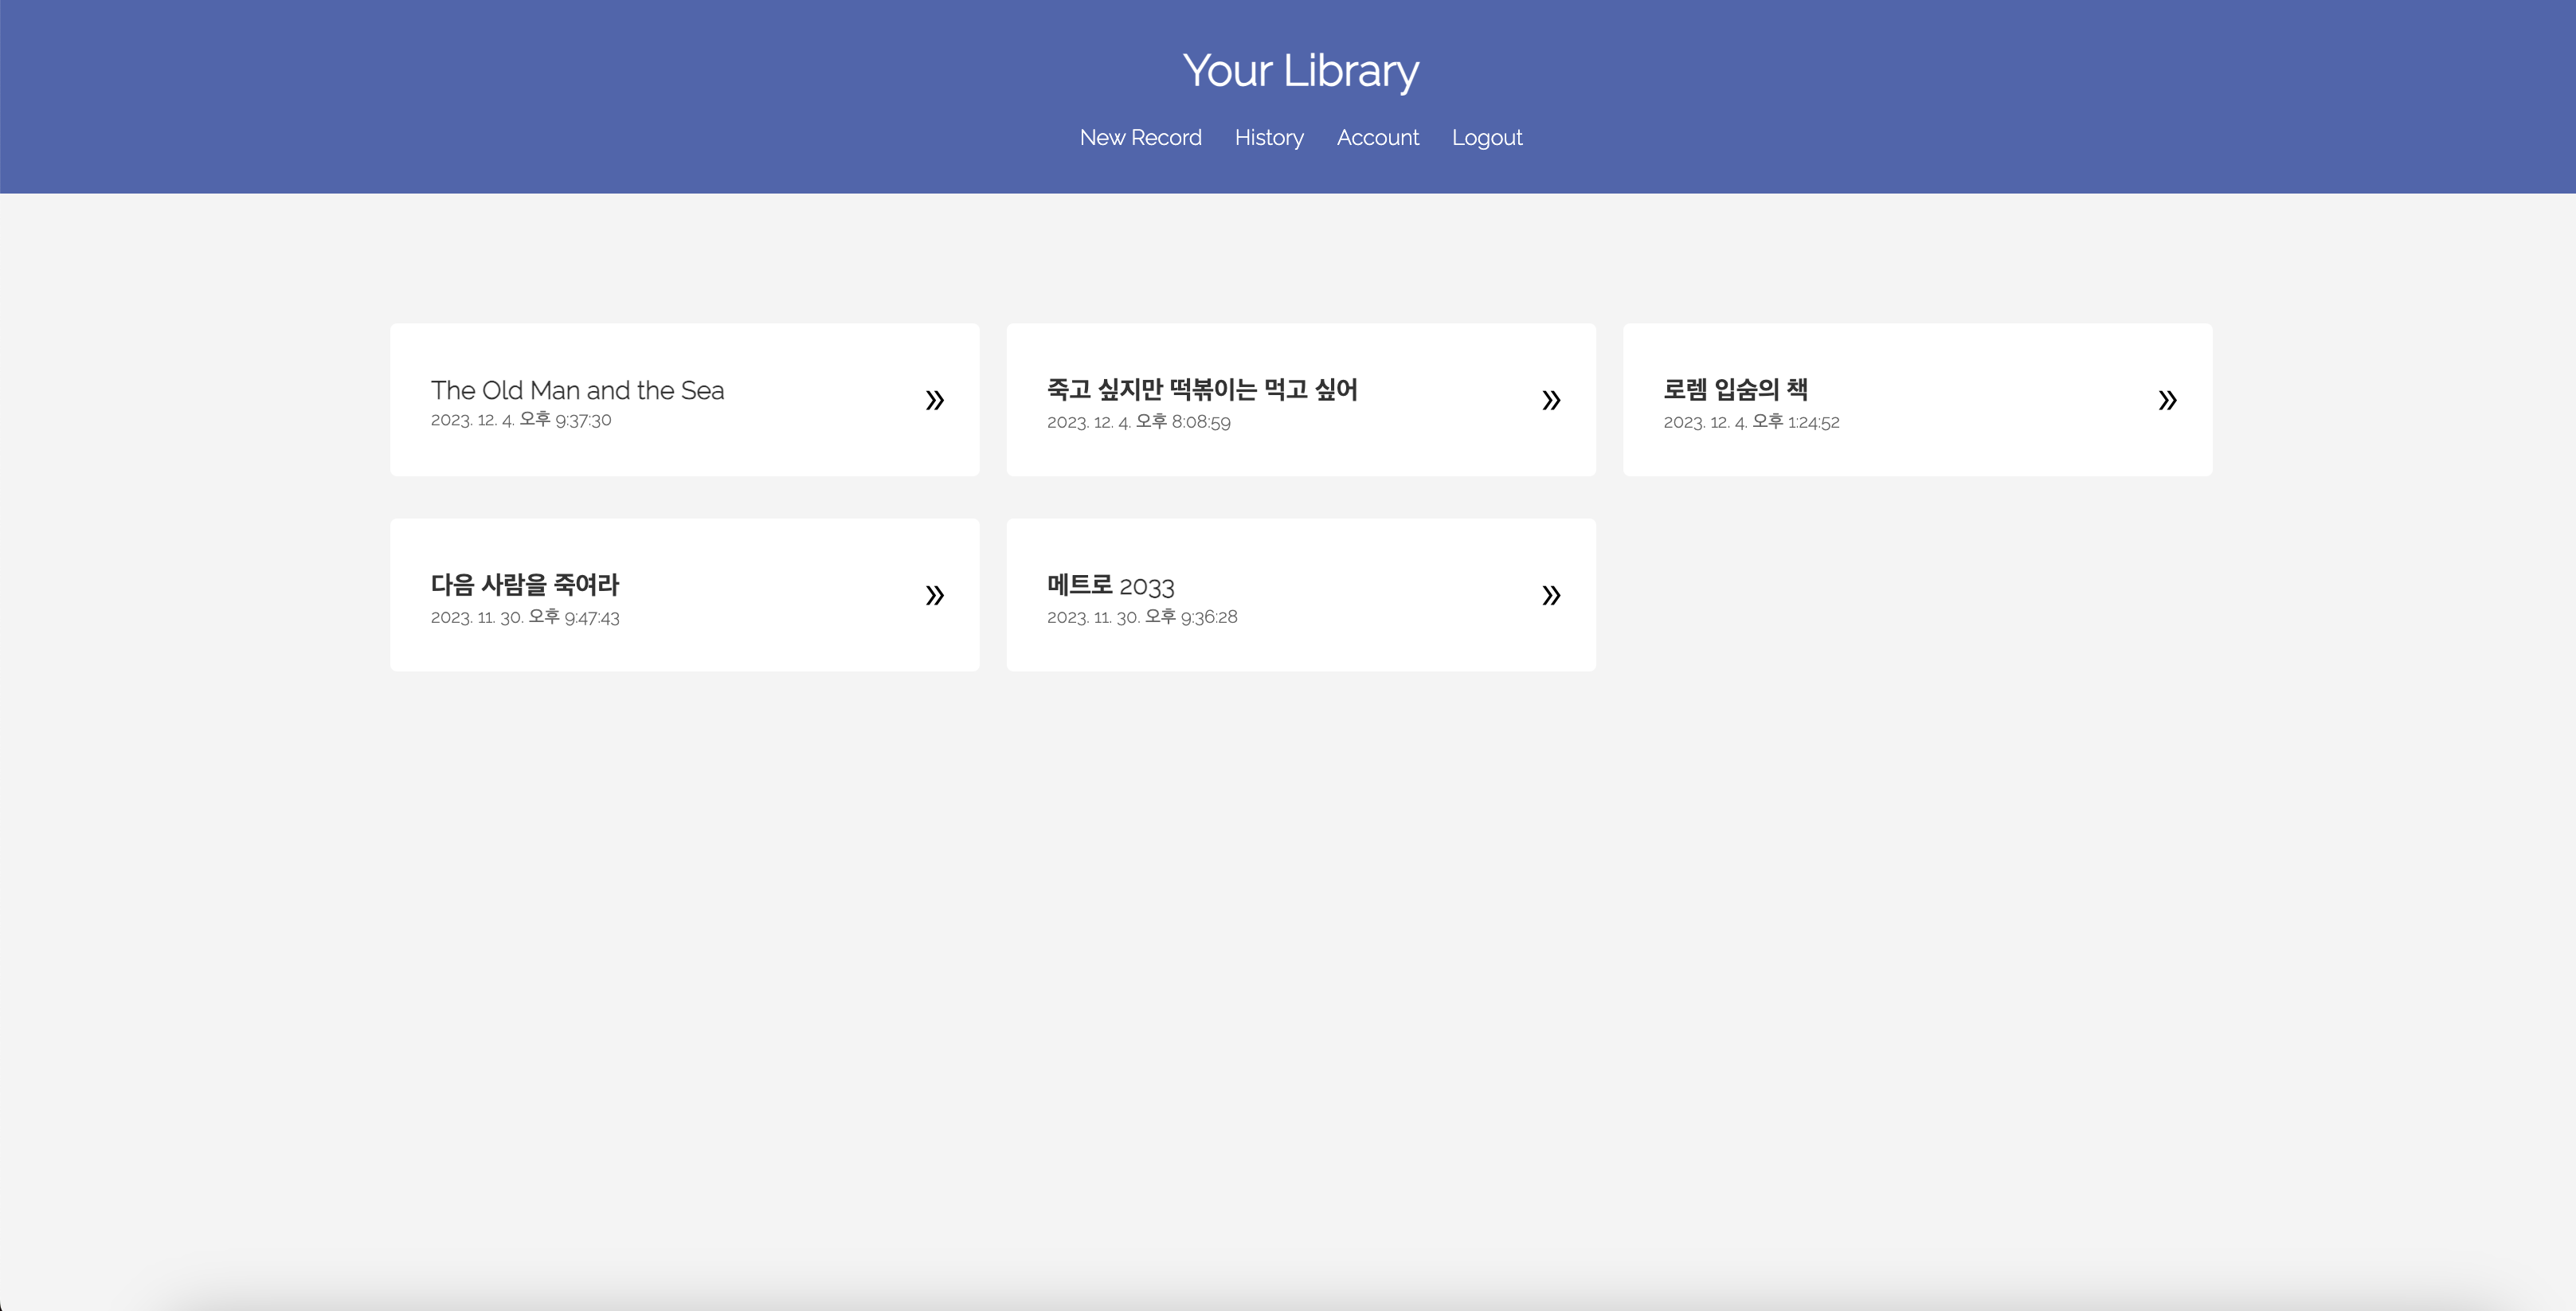 Your Library
New Record History Account Logout
The Old Man and the Sea
2023. 12. 4. 오후 9:37:30
»
죽고 싶지만 떡볶이는 먹고 싶어
2023. 12. 4. 오후 8:08:59
»
로렘 입숨의 책
2023. 12. 4. 오후 1:24:52
»
다음 사람을 죽여라
2023. 11. 30. 오후 9:47:43
»
메트로 2033
2023. 11. 30. 오후 9:36:28
»